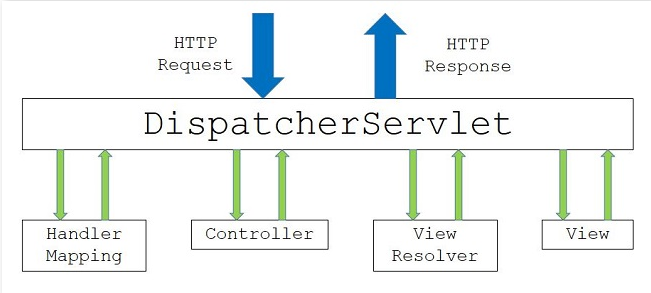 HTTP
Request
HTTP
Response
DispatcherServlet
Handler
Mapping
Controller
View
Resolver
View